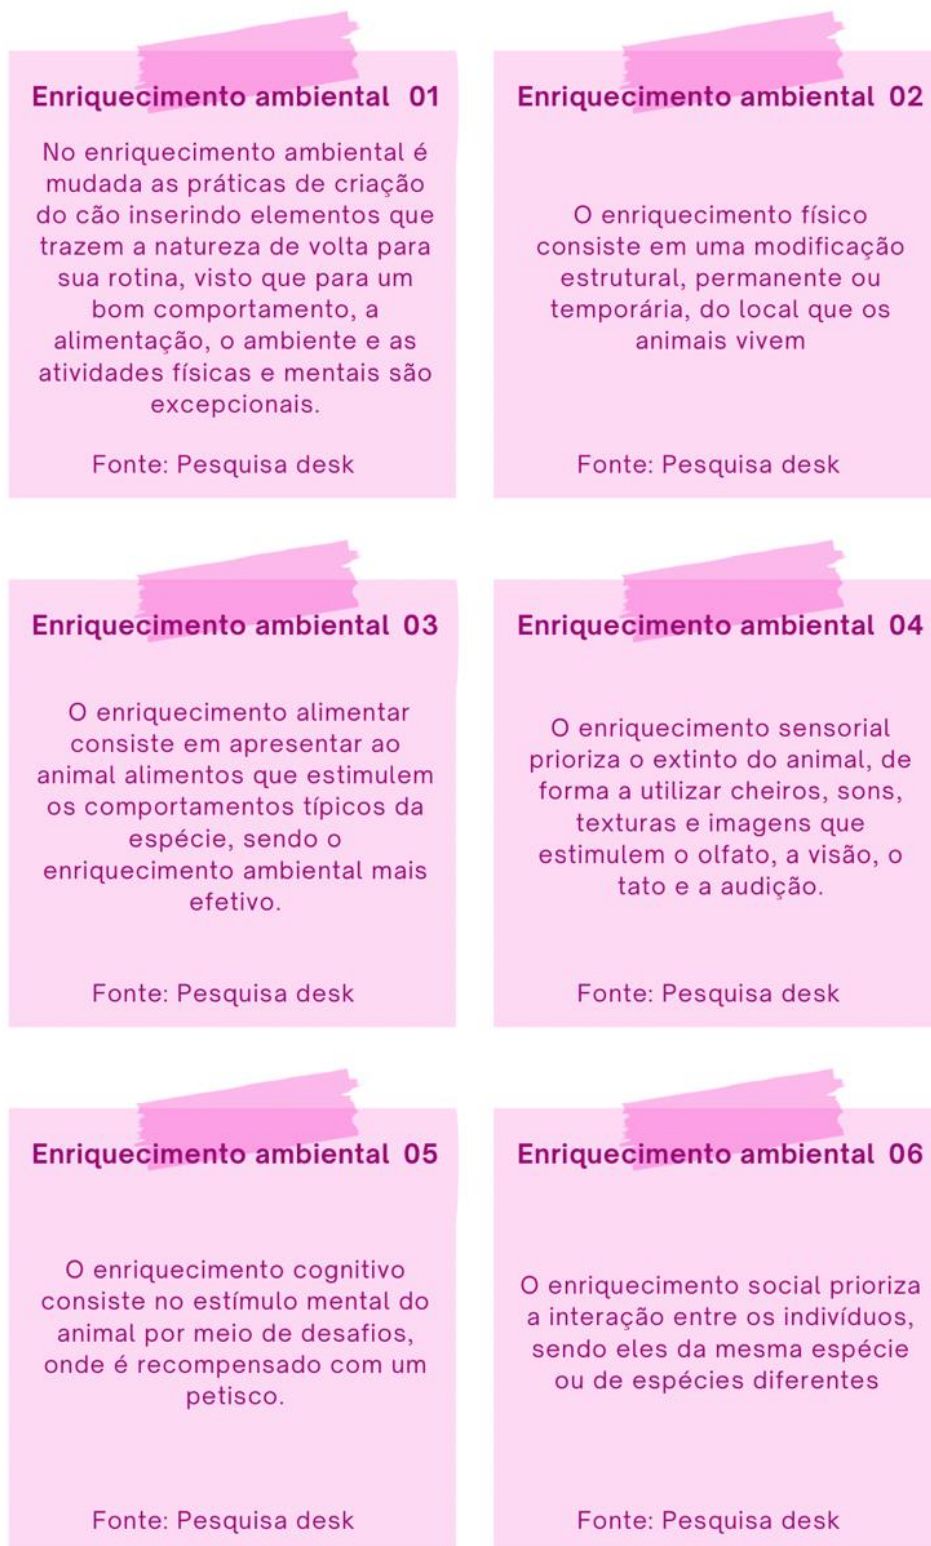 Enriquecimento ambiental 01
No enriquecimento ambiental é
mudada as práticas de criação
do cão inserindo elementos que
trazem a natureza de volta para
sua rotina, visto que para um
bom comportamento, a
alimentação, o ambiente e as
atividades físicas e mentais são
excepcionais.
Fonte: Pesquisa desk
Enriquecimento ambiental 02
O enriquecimento físico
consiste em uma modificação
estrutural, permanente ou
temporária, do local que os
animais vivem
Fonte: Pesquisa desk
Enriquecimento ambiental 03
O enriquecimento alimentar
consiste em apresentar ao
animal alimentos que estimulem
os comportamentos típicos da
espécie, sendo o
enriquecimento ambiental mais
efetivo.
Fonte: Pesquisa desk
Enriquecimento ambiental 04
O enriquecimento sensorial
prioriza o extinto do animal, de
forma a utilizar cheiros, sons,
texturas e imagens que
estimulem o olfato, a visão, o
tato e a audição.
Fonte: Pesquisa desk
Enriquecimento ambiental 05
O enriquecimento cognitivo
consiste no estímulo mental do
animal por meio de desafios,
onde é recompensado com um
petisco.
Fonte: Pesquisa desk
Enriquecimento ambiental 06
O enriquecimento social prioriza
a interação entre os indivíduos,
sendo eles da mesma espécie
ou de espécies diferentes
Fonte: Pesquisa desk